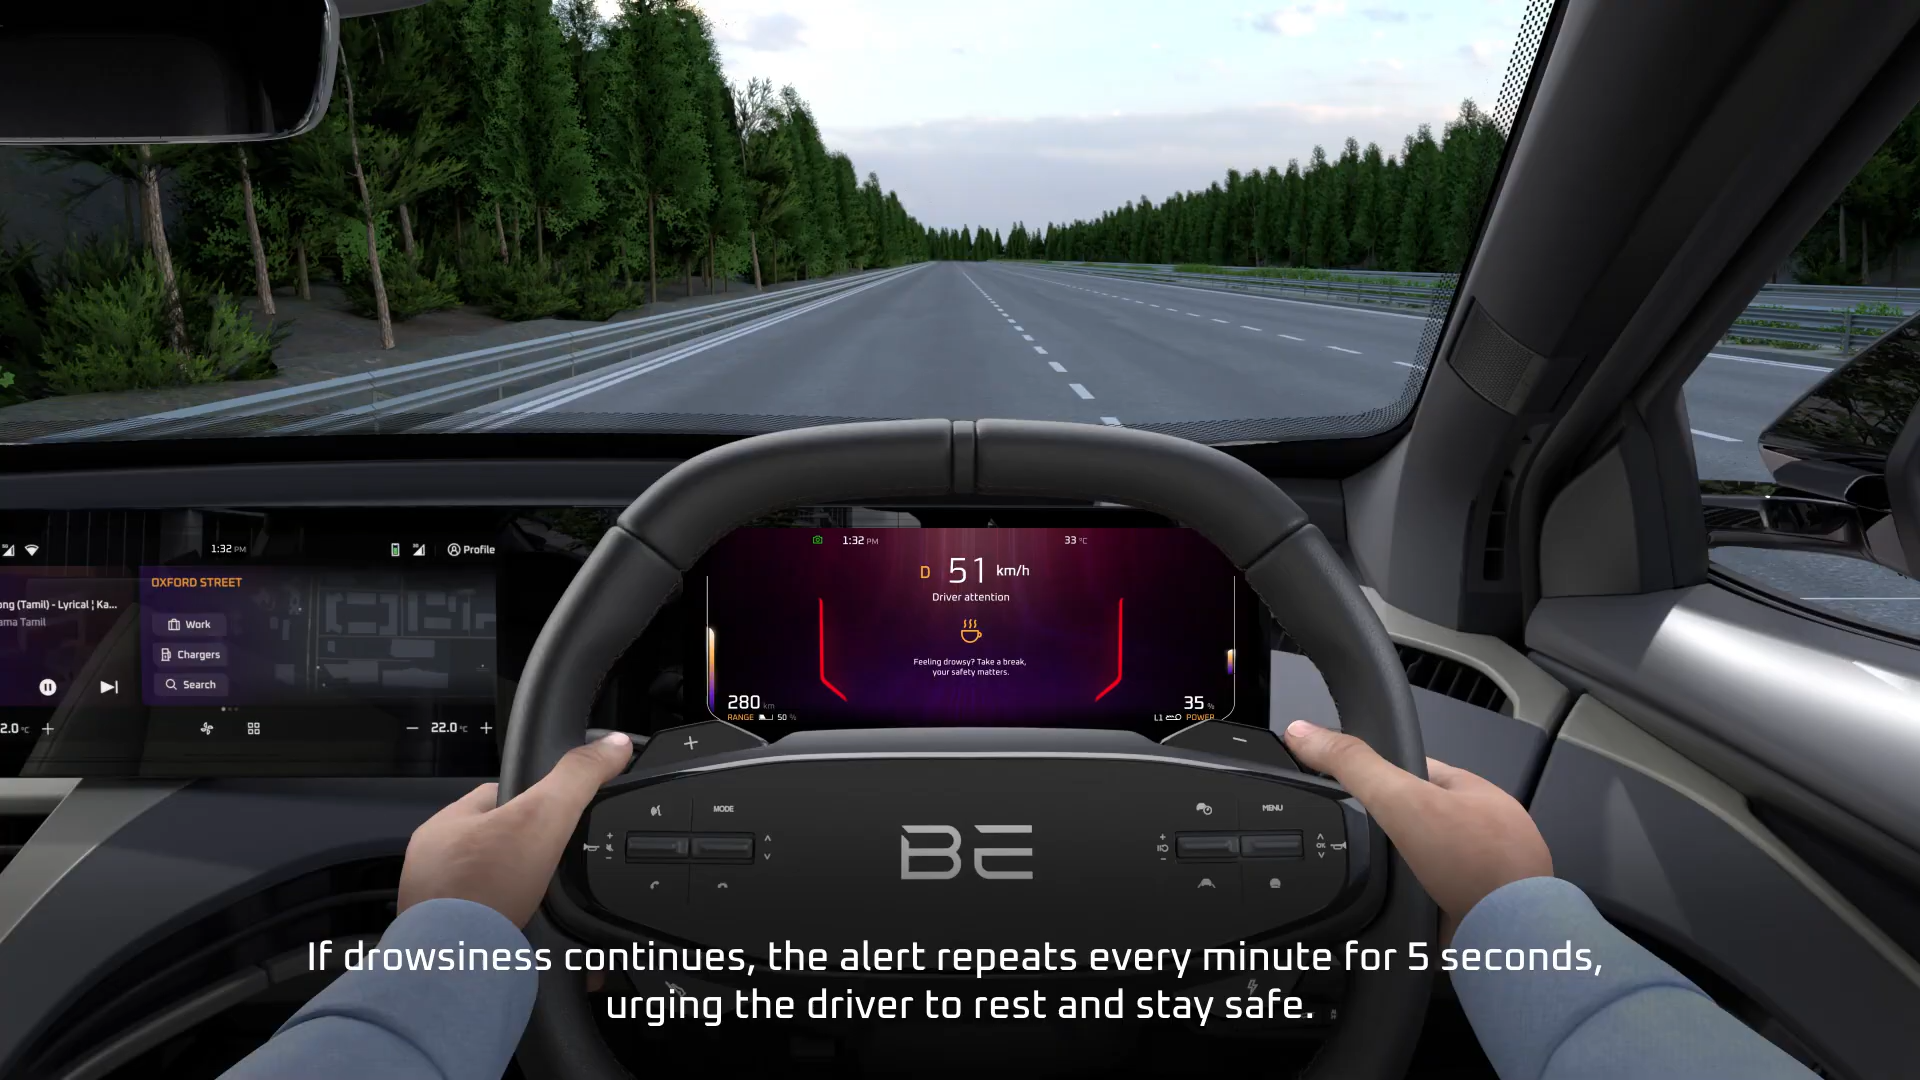 1:32 PM
Profile
OXFORD STREET
ong (Tamil) - Lyrical ¦ Ka...
ama Tamil
Work
Chargers
Search
2.0 °C +
− 22.0 °C +
1:32 PM
33 °C
D 51 km/h
Driver attention
Feeling drowsy? Take a break,
your safety matters.
280 km
RANGE 50 %
35 %
L1 POWER
+
−
MODE
MENU
OK
BE
If drowsiness continues, the alert repeats every minute for 5 seconds,
urging the driver to rest and stay safe.